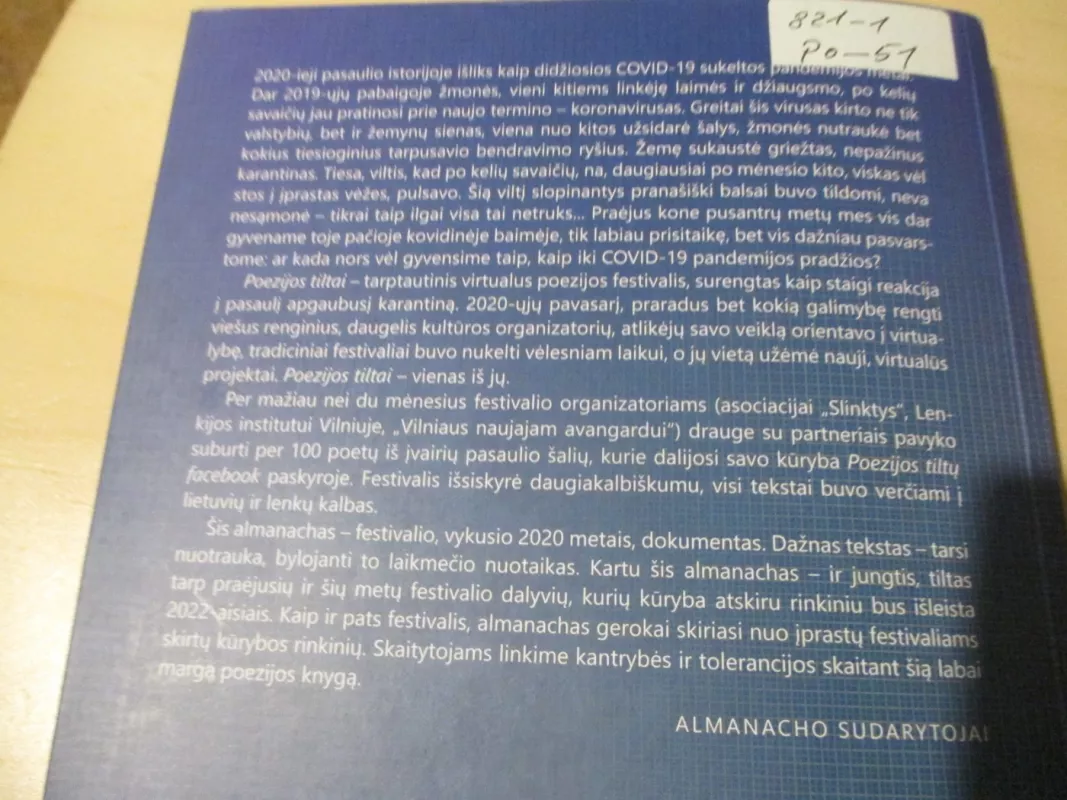 821-1
Po-51
2020-ieji pasaulio istorijoje išliks kaip didžiosios COVID-19 sukeltos pandemijos metai.
Dar 2019-ųjų pabaigoje žmonės, vieni kitiems linkėję laimės ir džiaugsmo, po kelių
savaičių jau pratinosi prie naujo termino – koronavirusas. Greitai šis virusas kirto ne tik
valstybių, bet ir žemynų sienas, viena nuo kitos užsidarė šalys, žmonės nutraukė bet
kokius tiesioginius tarpusavio bendravimo ryšius. Žemę sukaustė griežtas, nepažinus
karantinas. Tiesa, viltis, kad po kelių savaičių, na, daugiausiai po mėnesio kito, viskas vėl
stos į įprastas vėžes, pulsavo. Šią viltį slopinantys pranašiški balsai buvo tildomi, neva
nesąmonė – tikrai taip ilgai visa tai netruks... Praėjus kone pusantrų metų mes vis dar
gyvename toje pačioje kovidinėje baimėje, tik labiau prisitaikę, bet vis dažniau pasvars-
tome: ar kada nors vėl gyvensime taip, kaip iki COVID-19 pandemijos pradžios?
Poezijos tiltai – tarptautinis virtualus poezijos festivalis, surengtas kaip staigi reakcija
į pasaulį apgaubusį karantiną. 2020-ųjų pavasarį, praradus bet kokią galimybę rengti
viešus renginius, daugelis kultūros organizatorių, atlikėjų savo veiklą orientavo į virtua-
lybę, tradiciniai festivaliai buvo nukelti vėlesniam laikui, o jų vietą užėmė nauji, virtualūs
projektai. Poezijos tiltai – vienas iš jų.
Per mažiau nei du mėnesius festivalio organizatoriams (asociacijai „Slinktys", Len-
kijos institutui Vilniuje, „Vilniaus naujajam avangardui") drauge su partneriais pavyko
suburti per 100 poetų iš įvairių pasaulio šalių, kurie dalijosi savo kūryba Poezijos tiltų
facebook paskyroje. Festivalis išsiskyrė daugiakalbiškumu, visi tekstai buvo verčiami į
lietuvių ir lenkų kalbas.
Šis almanachas – festivalio, vykusio 2020 metais, dokumentas. Dažnas tekstas – tarsi
nuotrauka, bylojanti to laikmečio nuotaikas. Kartu šis almanachas – ir jungtis, tiltas
tarp praėjusių ir šių metų festivalio dalyvių, kurių kūryba atskiru rinkiniu bus išleista
2022-aisiais. Kaip ir pats festivalis, almanachas gerokai skiriasi nuo įprastų festivaliams
skirtų kūrybos rinkinių. Skaitytojams linkime kantrybės ir tolerancijos skaitant šią labai
margą poezijos knygą.
ALMANACHO SUDARYTOJAI